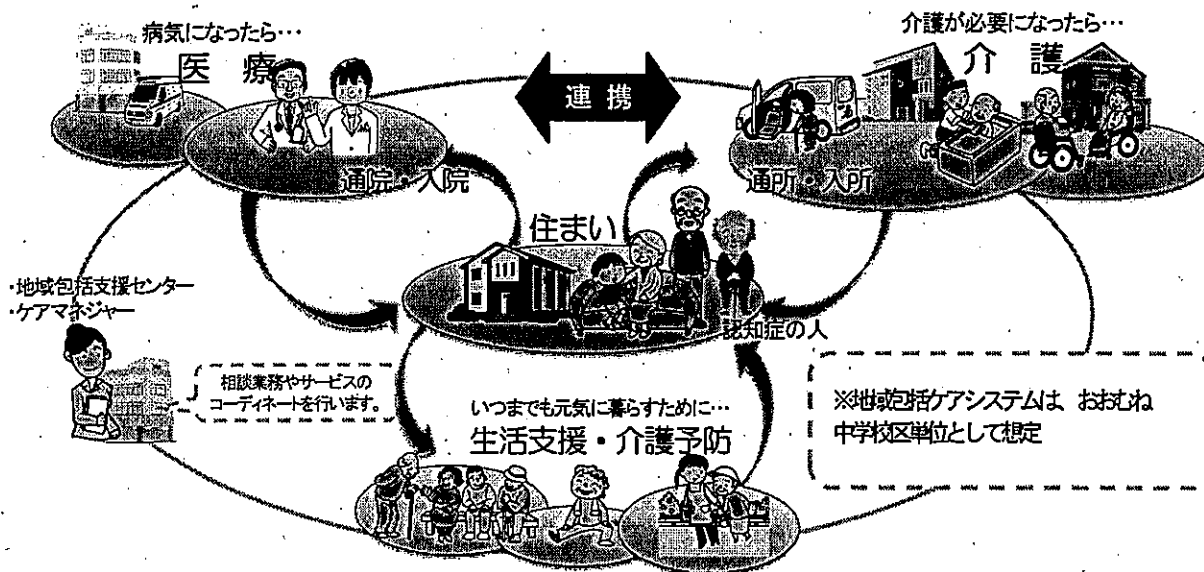 病気になったら…
医療
通院・入院
連携
介護が必要になったら…
介護
通所・入所
住まい
認知症の人
・地域包括支援センター
・ケアマネジャー
相談業務やサービスの
コーディネートを行います。
いつまでも元気に暮らすために…
生活支援・介護予防
※地域包括ケアシステムは、おおむね
中学校区単位として想定